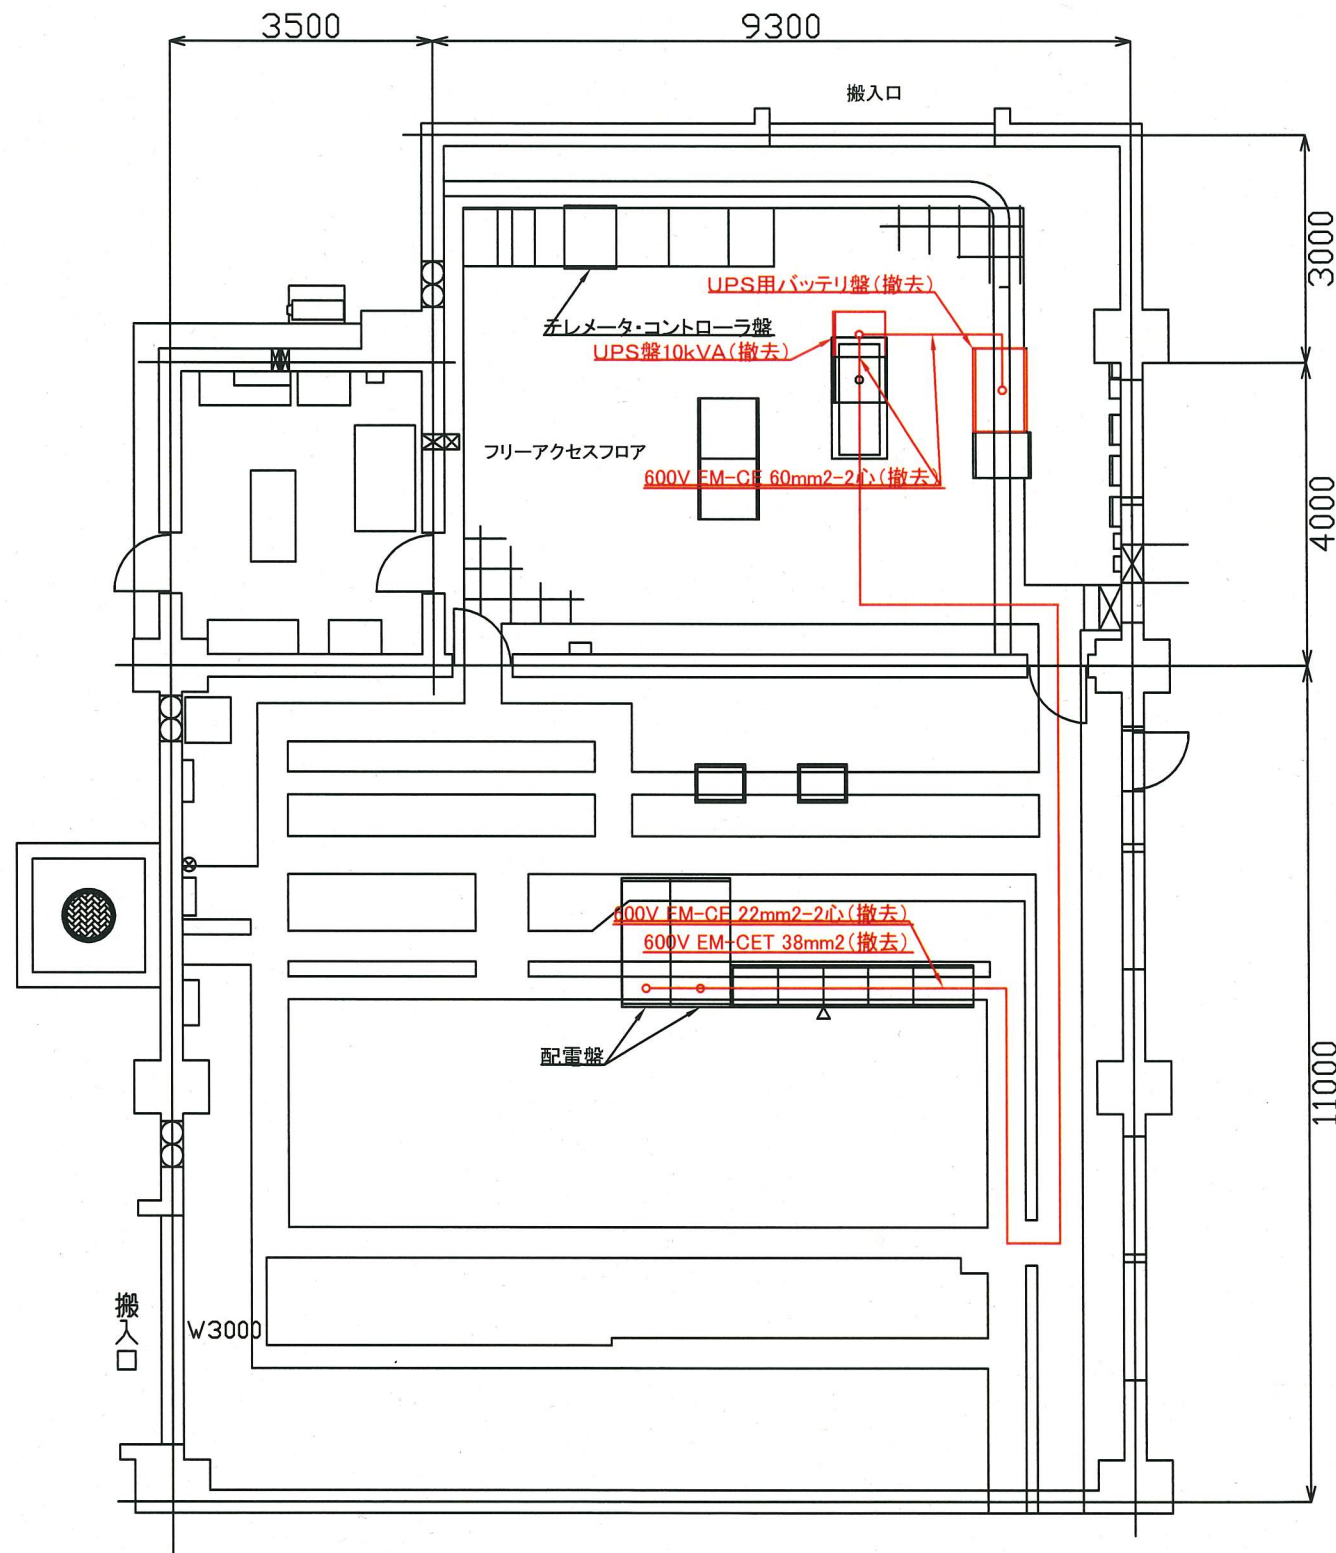 3500
9300
搬入口
3000
UPS用バッテリ盤(撤去)
テレメータ・コントローラ盤
UPS盤10kVA(撤去)
フリーアクセスフロア
600V EM-CE 60mm2-2心(撤去)
4000
600V EM-CE 22mm2-2心(撤去)
600V EM-CET 38mm2(撤去)
配電盤
11000
搬入口
W3000